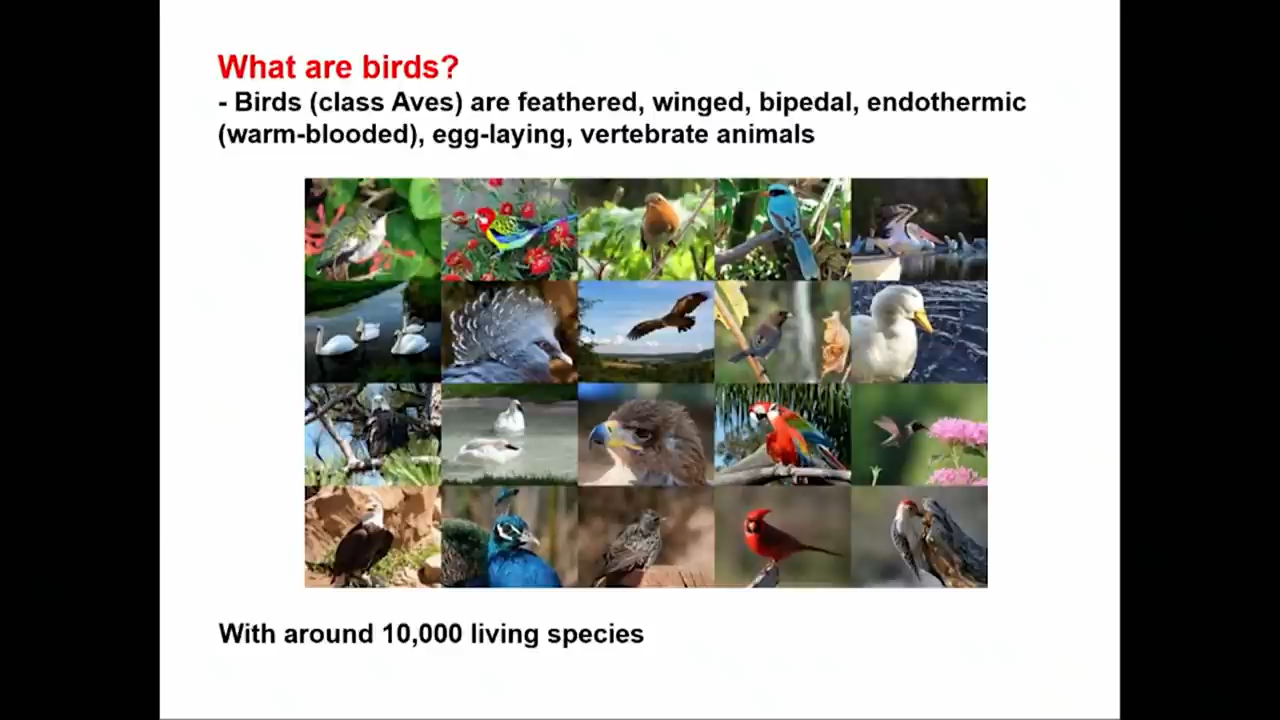 What are birds?
- Birds (class Aves) are feathered, winged, bipedal, endothermic
(warm-blooded), egg-laying, vertebrate animals
With around 10,000 living species